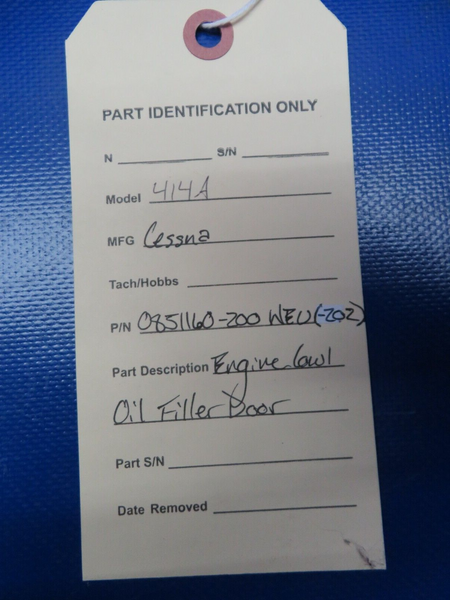 PART IDENTIFICATION ONLY
N S/N
Model 414A
MFG Cessna
Tach/Hobbs
P/N 0851160-200 NEU(-202)
Part Description Engine Cowl
Oil Filler Door
Part S/N
Date Removed